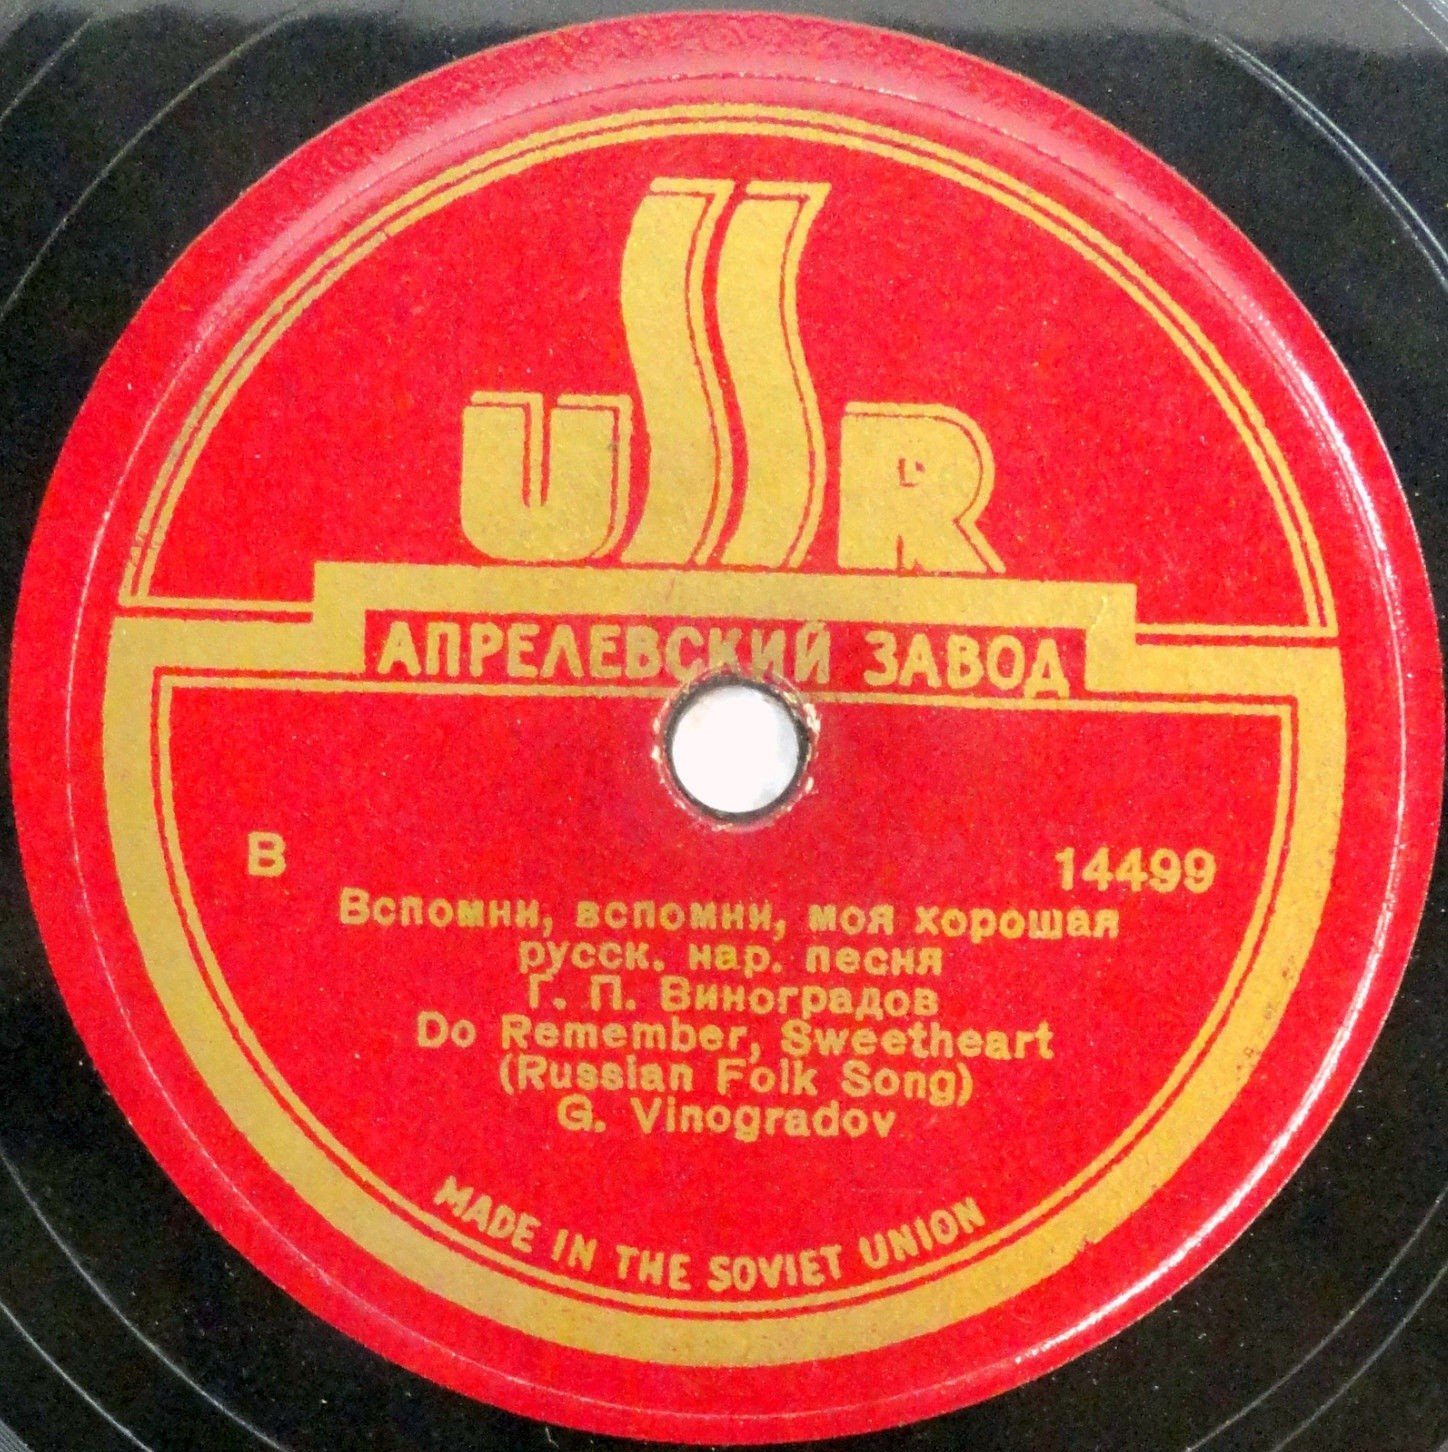 USSR
АПРЕЛЕВСКИЙ ЗАВОД
В 14499
Вспомни, вспомни, моя хорошая
русск. нар. песня
Г. П. Виноградов
Do Remember, Sweetheart
(Russian Folk Song)
G. Vinogradov
MADE IN THE SOVIET UNION